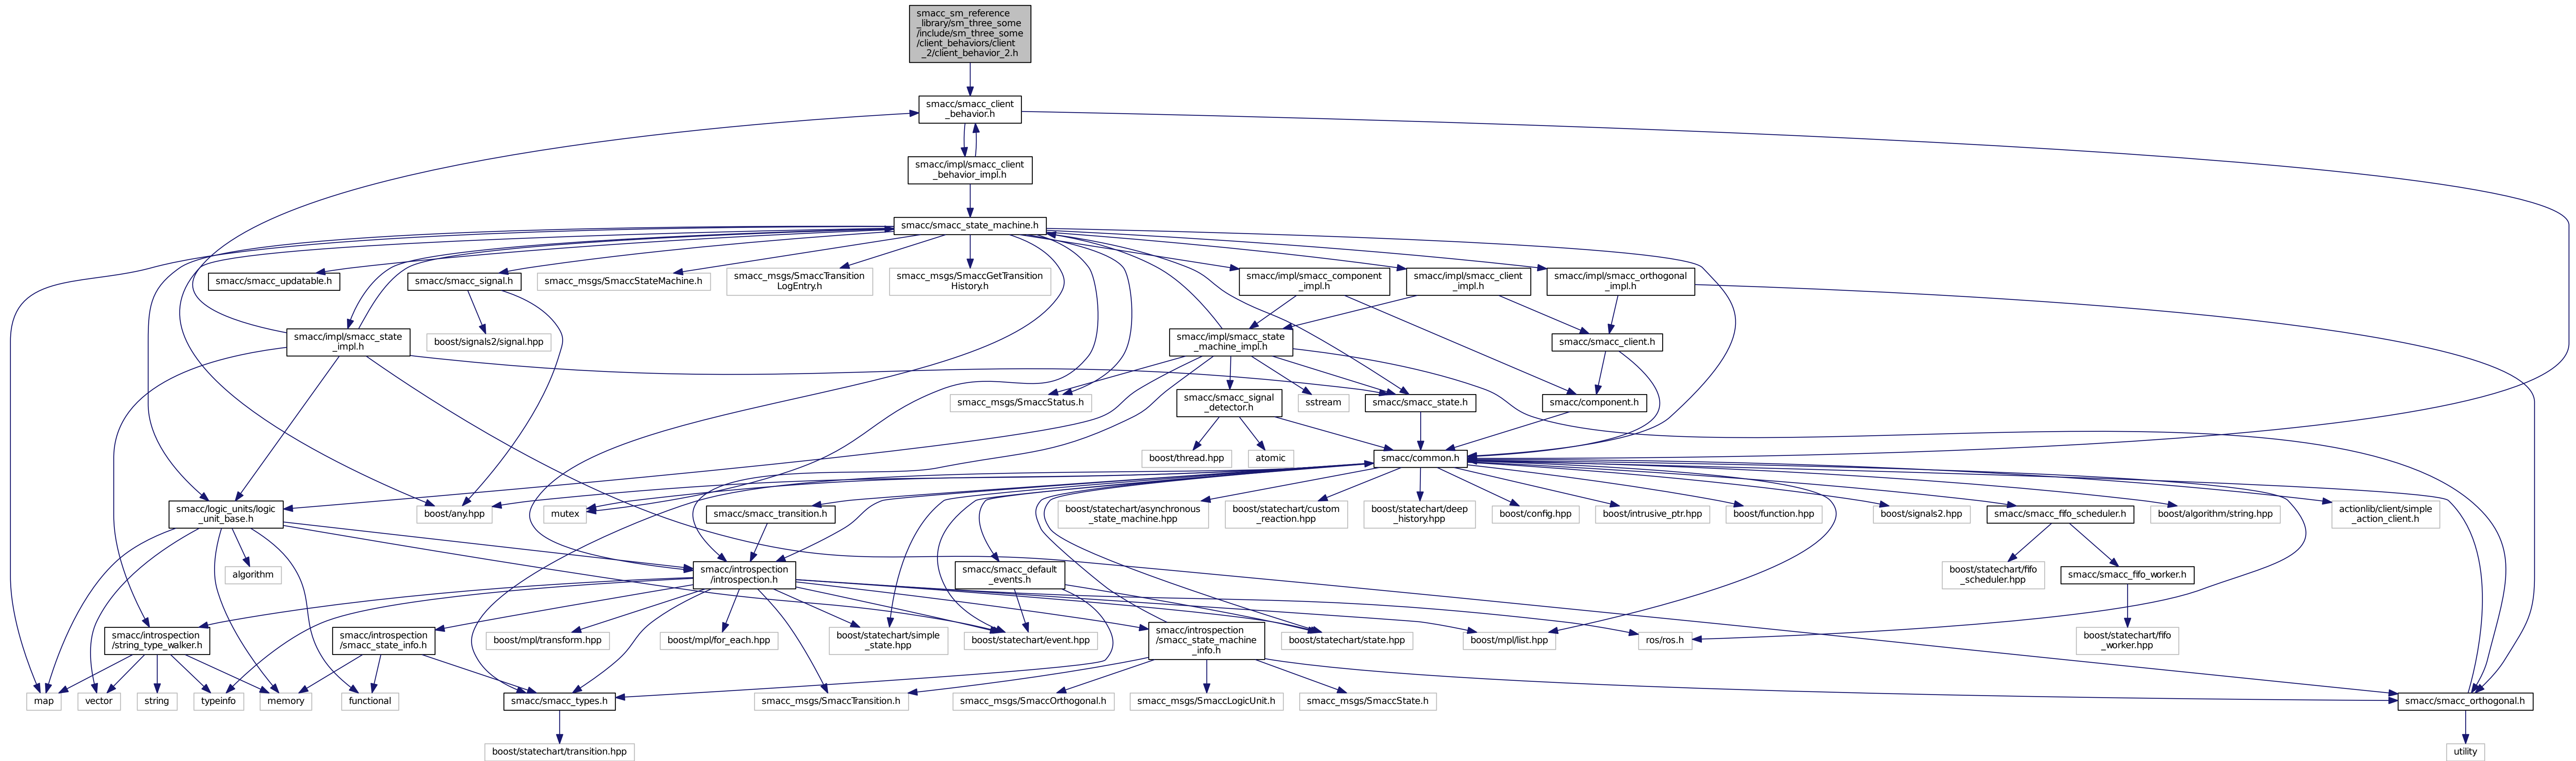 smacc_sm_reference
_library/sm_three_some
/include/sm_three_some
/client_behaviors/client
_2/client_behavior_2.h
smacc/smacc_client
_behavior.h
smacc/impl/smacc_client
_behavior_impl.h
smacc/smacc_state_machine.h
smacc/smacc_updatable.h
smacc/smacc_signal.h
smacc_msgs/SmaccStateMachine.h
smacc_msgs/SmaccTransition
LogEntry.h
smacc_msgs/SmaccGetTransition
History.h
smacc/impl/smacc_component
_impl.h
smacc/impl/smacc_client
_impl.h
smacc/impl/smacc_orthogonal
_impl.h
smacc/impl/smacc_state
_impl.h
boost/signals2/signal.hpp
smacc/impl/smacc_state
_machine_impl.h
smacc/smacc_client.h
smacc_msgs/SmaccStatus.h
smacc/smacc_signal
_detector.h
sstream
smacc/smacc_state.h
smacc/component.h
boost/thread.hpp
atomic
smacc/common.h
smacc/logic_units/logic
_unit_base.h
boost/any.hpp
mutex
smacc/smacc_transition.h
boost/statechart/asynchronous
_state_machine.hpp
boost/statechart/custom
_reaction.hpp
boost/statechart/deep
_history.hpp
boost/config.hpp
boost/intrusive_ptr.hpp
boost/function.hpp
boost/signals2.hpp
smacc/smacc_fifo_scheduler.h
boost/algorithm/string.hpp
actionlib/client/simple
_action_client.h
algorithm
smacc/introspection
/introspection.h
smacc/smacc_default
_events.h
boost/statechart/fifo
_scheduler.hpp
smacc/smacc_fifo_worker.h
smacc/introspection
/string_type_walker.h
smacc/introspection
/smacc_state_info.h
boost/mpl/transform.hpp
boost/mpl/for_each.hpp
boost/statechart/simple
_state.hpp
boost/statechart/event.hpp
smacc/introspection
/smacc_state_machine
_info.h
boost/statechart/state.hpp
boost/mpl/list.hpp
ros/ros.h
boost/statechart/fifo
_worker.hpp
map
vector
string
typeinfo
memory
functional
smacc/smacc_types.h
smacc_msgs/SmaccTransition.h
smacc_msgs/SmaccOrthogonal.h
smacc_msgs/SmaccLogicUnit.h
smacc_msgs/SmaccState.h
smacc/smacc_orthogonal.h
boost/statechart/transition.hpp
utility